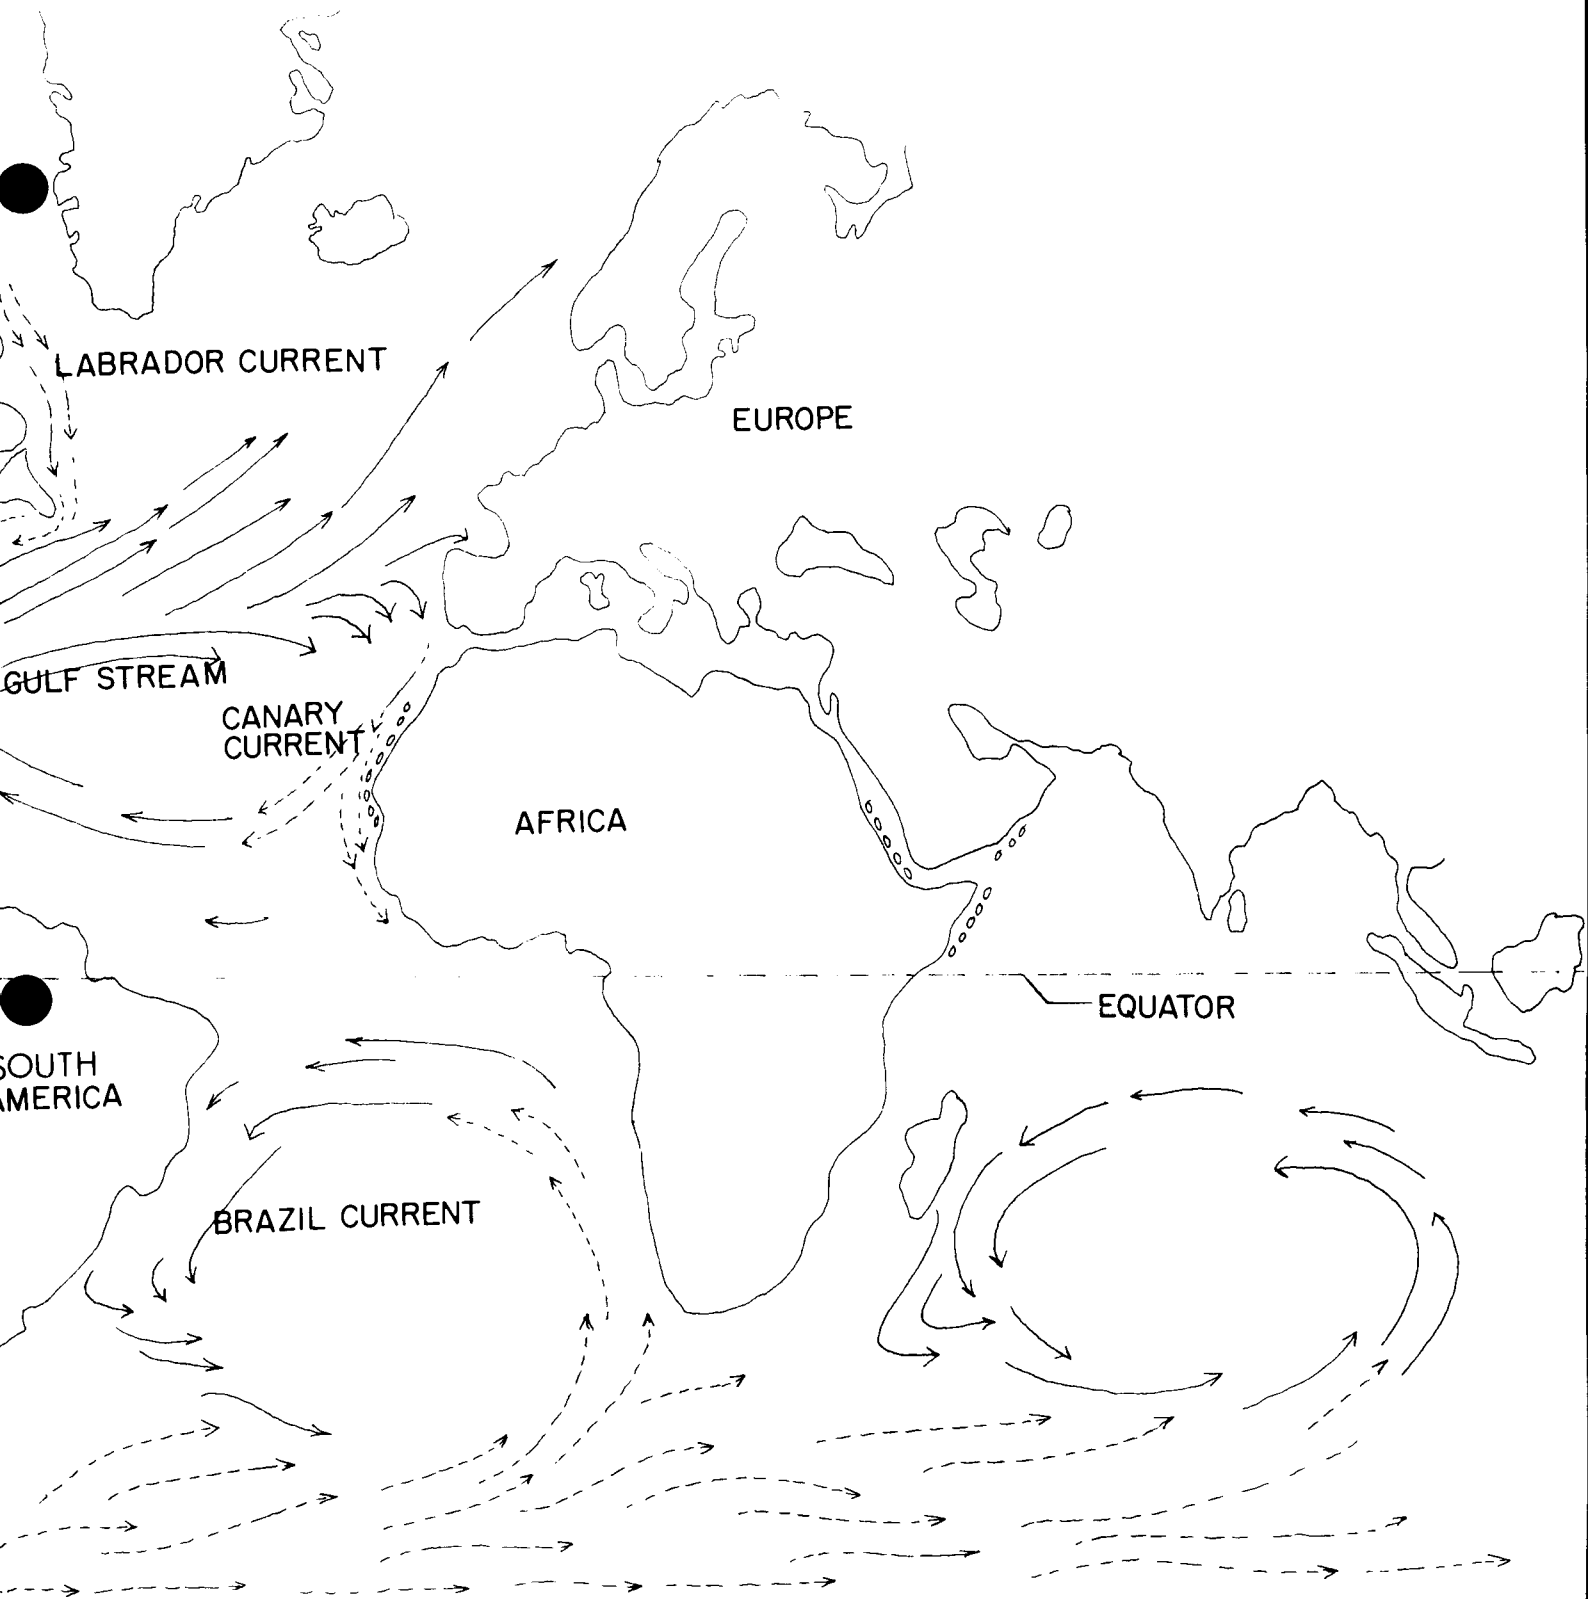 LABRADOR CURRENT
EUROPE
GULF STREAM
CANARY
CURRENT
AFRICA
EQUATOR
SOUTH
AMERICA
BRAZIL CURRENT